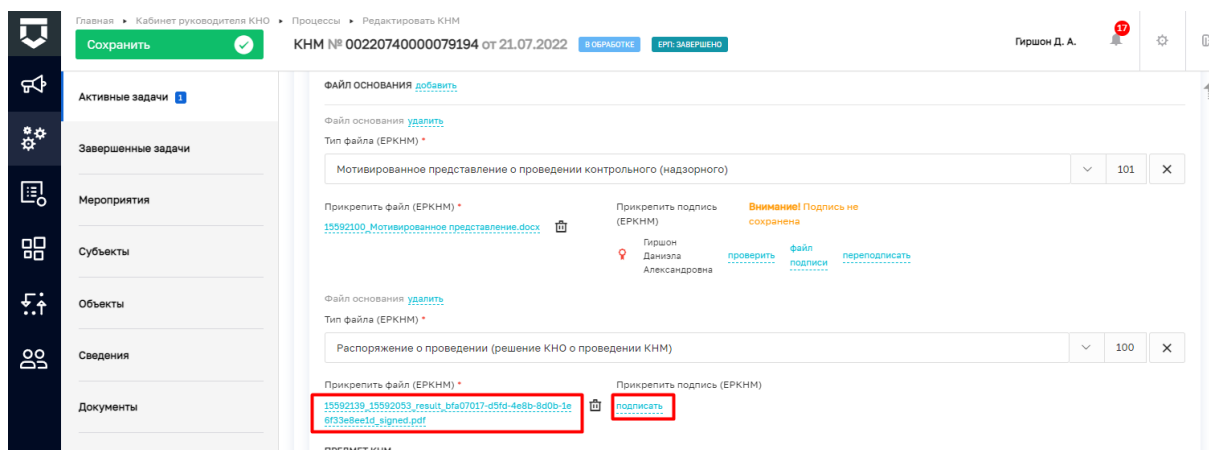 Главная ▸ Кабинет руководителя КНО ▸ Процессы ▸ Редактировать КНМ
Сохранить
КНМ № 00220740000079194 от 21.07.2022 В ОБРАБОТКЕ ЕРП: ЗАВЕРШЕНО
Гиршон Д. А.
17
Активные задачи 1
Завершенные задачи
Мероприятия
Субъекты
Объекты
Сведения
Документы
ФАЙЛ ОСНОВАНИЯ добавить
Файл основания удалить
Тип файла (ЕРКНМ) *
Мотивированное представление о проведении контрольного (надзорного) 101
Прикрепить файл (ЕРКНМ) *
15592100_Мотивированное представление.docx
Прикрепить подпись
(ЕРКНМ)
Внимание! Подпись не
сохранена
Гиршон
Даниэла
Александровна
проверить
файл
подписи
переподписать
Файл основания удалить
Тип файла (ЕРКНМ) *
Распоряжение о проведении (решение КНО о проведении КНМ) 100
Прикрепить файл (ЕРКНМ) *
15592139_15592053_result_bfa07017-d5fd-4e8b-8d0b-1e
6f33e8ee1d_signed.pdf
Прикрепить подпись (ЕРКНМ)
подписать
ПРЕДМЕТ КНМ